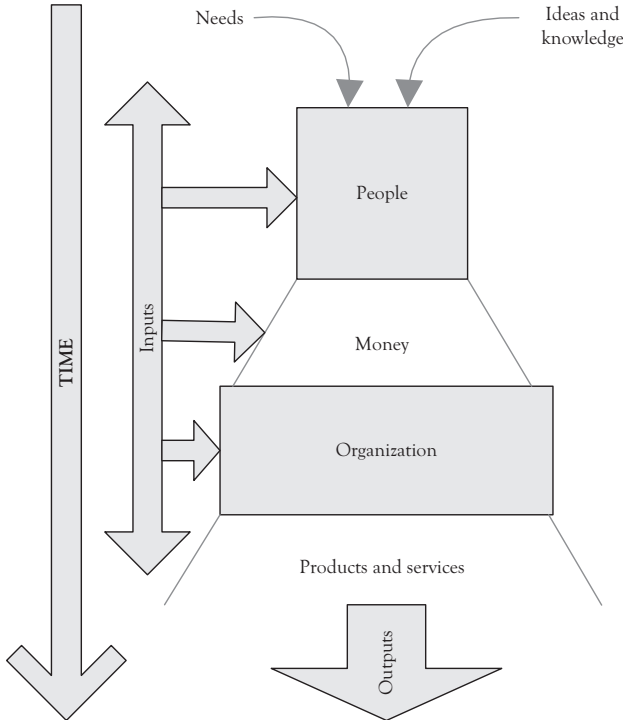 Needs
Ideas and
knowledge
People
Inputs
Money
TIME
Organization
Products and services
Outputs